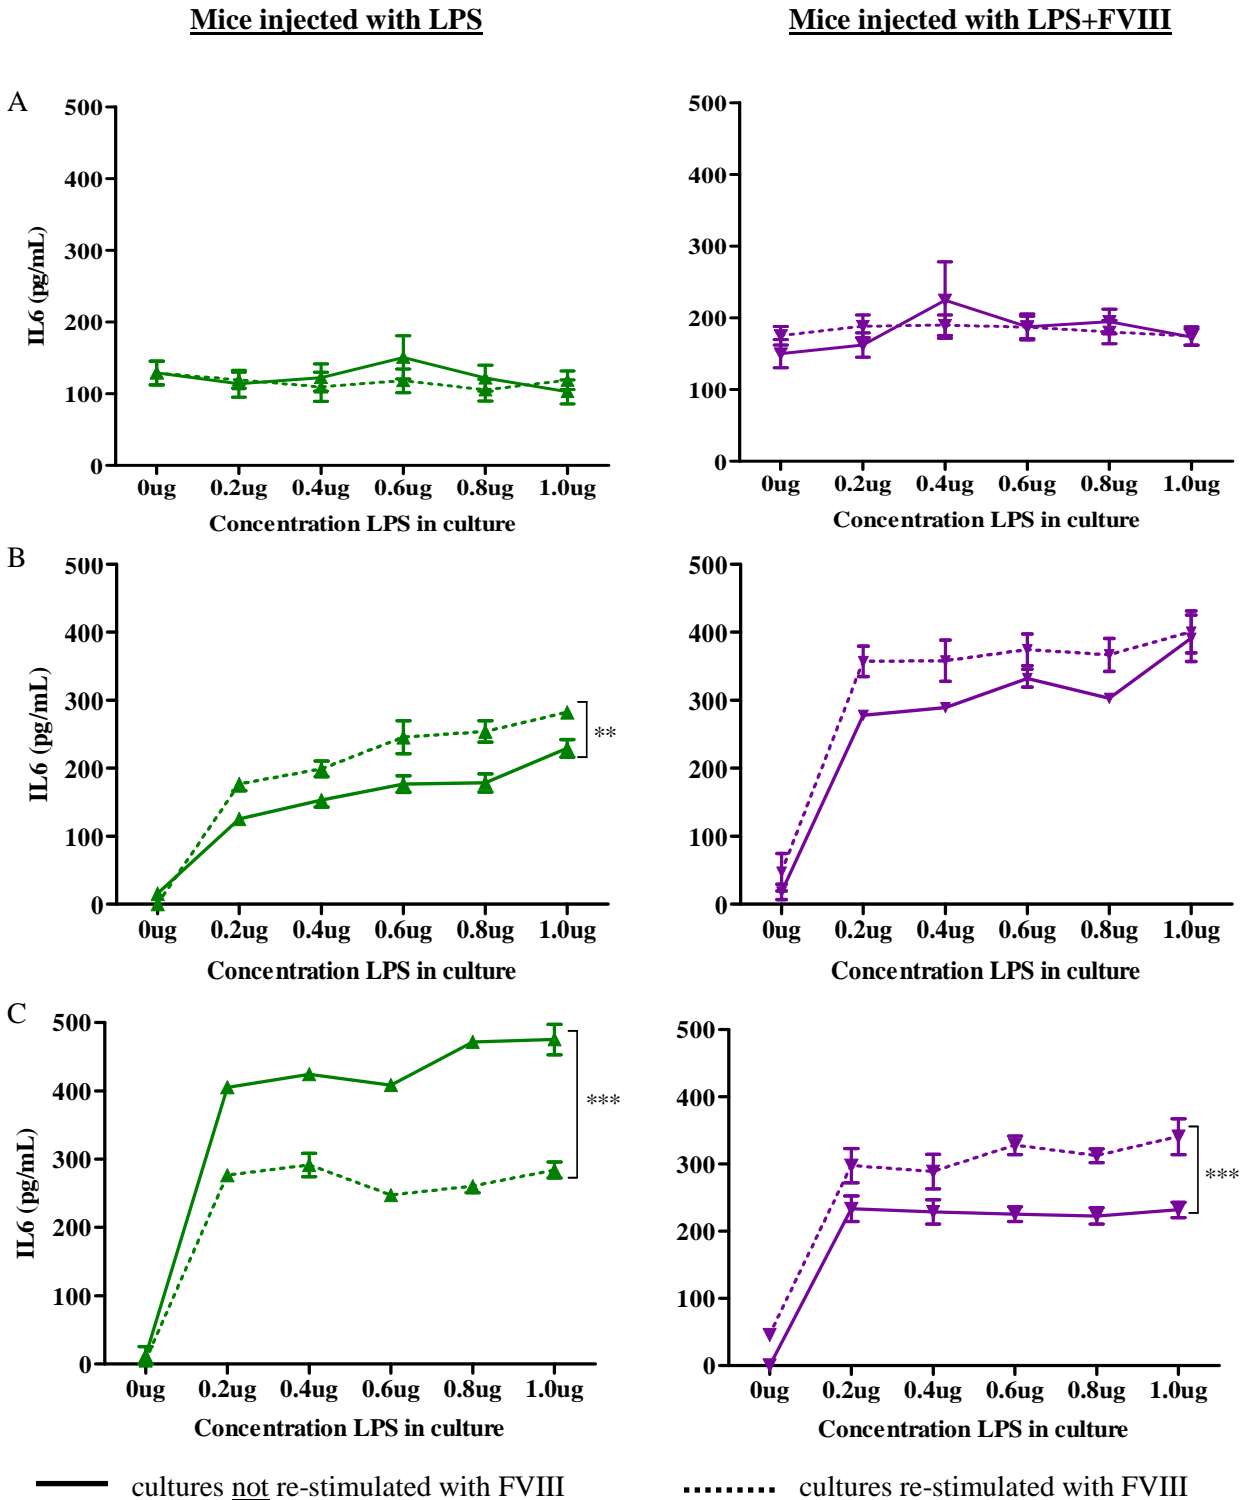 Mice injected with LPS
Mice injected with LPS+FVIII
A
IL6 (pg/mL)
500
400
300
200
100
0
0ug 0.2ug 0.4ug 0.6ug 0.8ug 1.0ug
Concentration LPS in culture
500
400
300
200
100
0
0ug 0.2ug 0.4ug 0.6ug 0.8ug 1.0ug
Concentration LPS in culture
B
IL6 (pg/mL)
500
400
300
200
100
0
**
0ug 0.2ug 0.4ug 0.6ug 0.8ug 1.0ug
Concentration LPS in culture
500
400
300
200
100
0
0ug 0.2ug 0.4ug 0.6ug 0.8ug 1.0ug
Concentration LPS in culture
C
IL6 (pg/mL)
500
400
300
200
100
0
***
0ug 0.2ug 0.4ug 0.6ug 0.8ug 1.0ug
Concentration LPS in culture
500
400
300
200
100
0
***
0ug 0.2ug 0.4ug 0.6ug 0.8ug 1.0ug
Concentration LPS in culture
cultures not re-stimulated with FVIII
cultures re-stimulated with FVIII